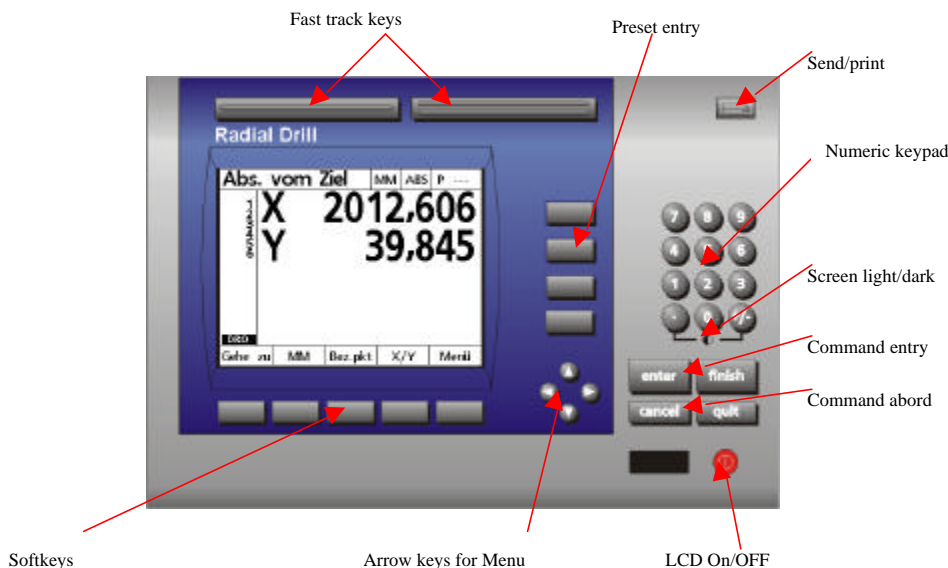 Fast track keys
Preset entry
Send/print
Radial Drill
Numeric keypad
Abs. vom Ziel MM ABS P ---
X 2012,606
Y 39,845
7 8 9
4 6
1 2 3
Screen light/dark
DRO
- 0 +/-
Gehe zu MM Bez.pkt X/Y Menü
Command entry
enter finish
Command abord
cancel quit
Softkeys
Arrow keys for Menu
LCD On/OFF